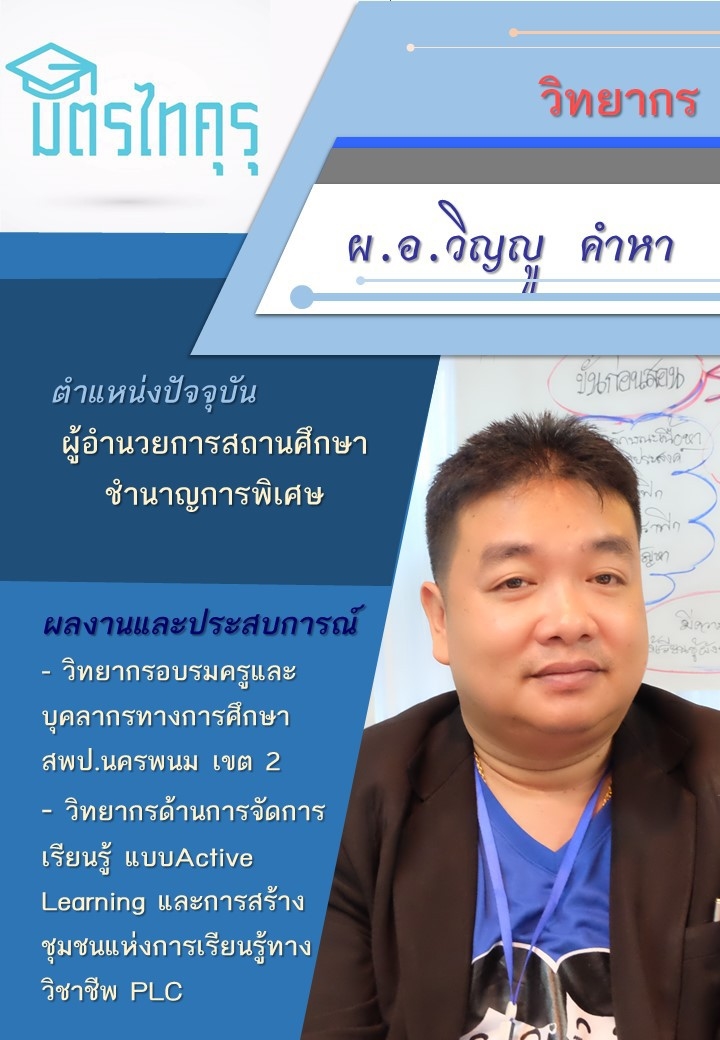 มิตรไทคุรุ
วิทยากร
ผ.อ.วิญญู คำหา
ตำแหน่งปัจจุบัน
ผู้อำนวยการสถานศึกษา
ชำนาญการพิเศษ
ขั้นก่อนสอน
ผลงานและประสบการณ์
- วิทยากรอบรมครูและ
บุคลากรทางการศึกษา
สพป.นครพนม เขต 2
- วิทยากรด้านการจัดการ
เรียนรู้ แบบActive
Learning และการสร้าง
ชุมชนแห่งการเรียนรู้ทาง
วิชาชีพ PLC